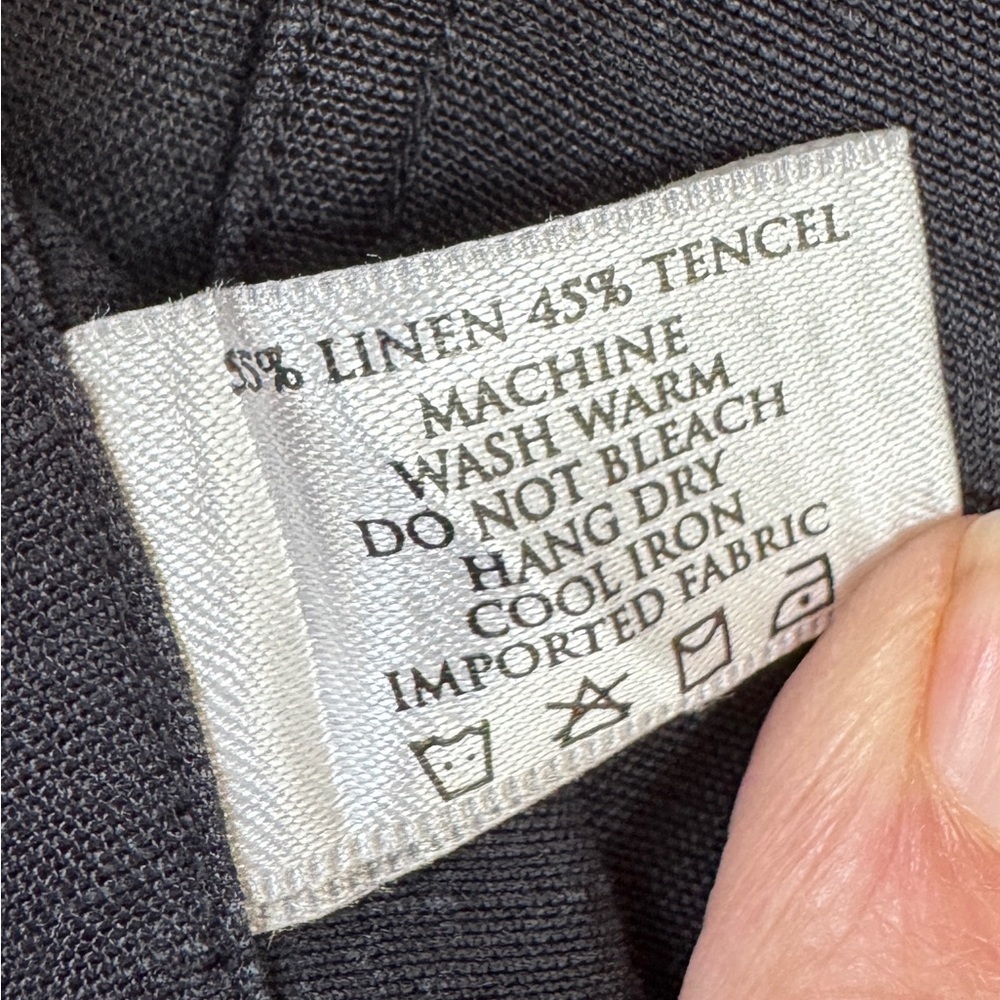 55% LINEN 45% TENCEL
MACHINE
WASH WARM
DO NOT BLEACH
HANG DRY
COOL IRON
IMPORTED FABRIC